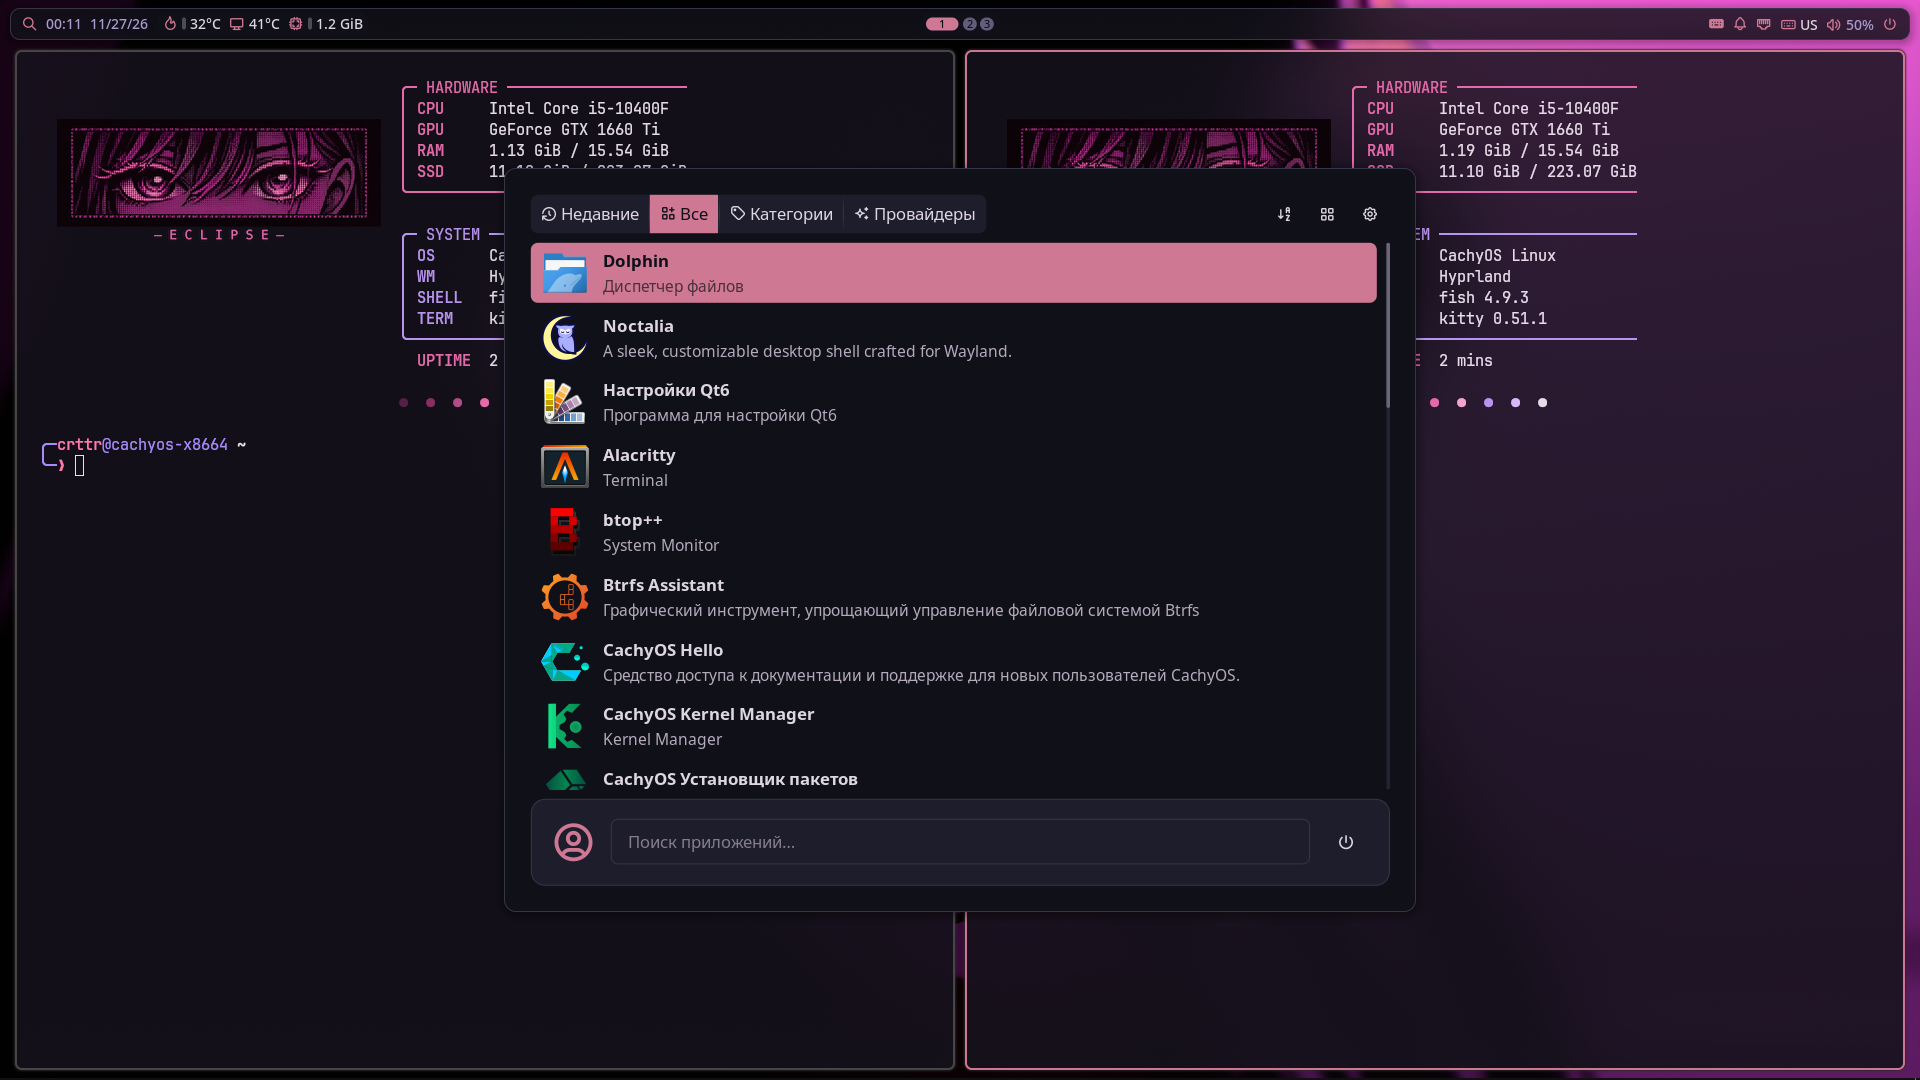 00:11 11/27/26 32°C 41°C 1.2 GiB
1 2 3
US 50%
HARDWARE
CPU Intel Core i5-10400F
GPU GeForce GTX 1660 Ti
RAM 1.13 GiB / 15.54 GiB
SSD
— E C L I P S E —
SYSTEM
OS
WM
SHELL
TERM
UPTIME 2
crttr@cachyos-x8664 ~
HARDWARE
CPU Intel Core i5-10400F
GPU GeForce GTX 1660 Ti
RAM 1.19 GiB / 15.54 GiB
11.10 GiB / 223.07 GiB
CachyOS Linux
Hyprland
fish 4.9.3
kitty 0.51.1
2 mins
Недавние Все Категории Провайдеры
Dolphin
Диспетчер файлов
Noctalia
A sleek, customizable desktop shell crafted for Wayland.
Настройки Qt6
Программа для настройки Qt6
Alacritty
Terminal
btop++
System Monitor
Btrfs Assistant
Графический инструмент, упрощающий управление файловой системой Btrfs
CachyOS Hello
Средство доступа к документации и поддержке для новых пользователей CachyOS.
CachyOS Kernel Manager
Kernel Manager
CachyOS Установщик пакетов
Поиск приложений...